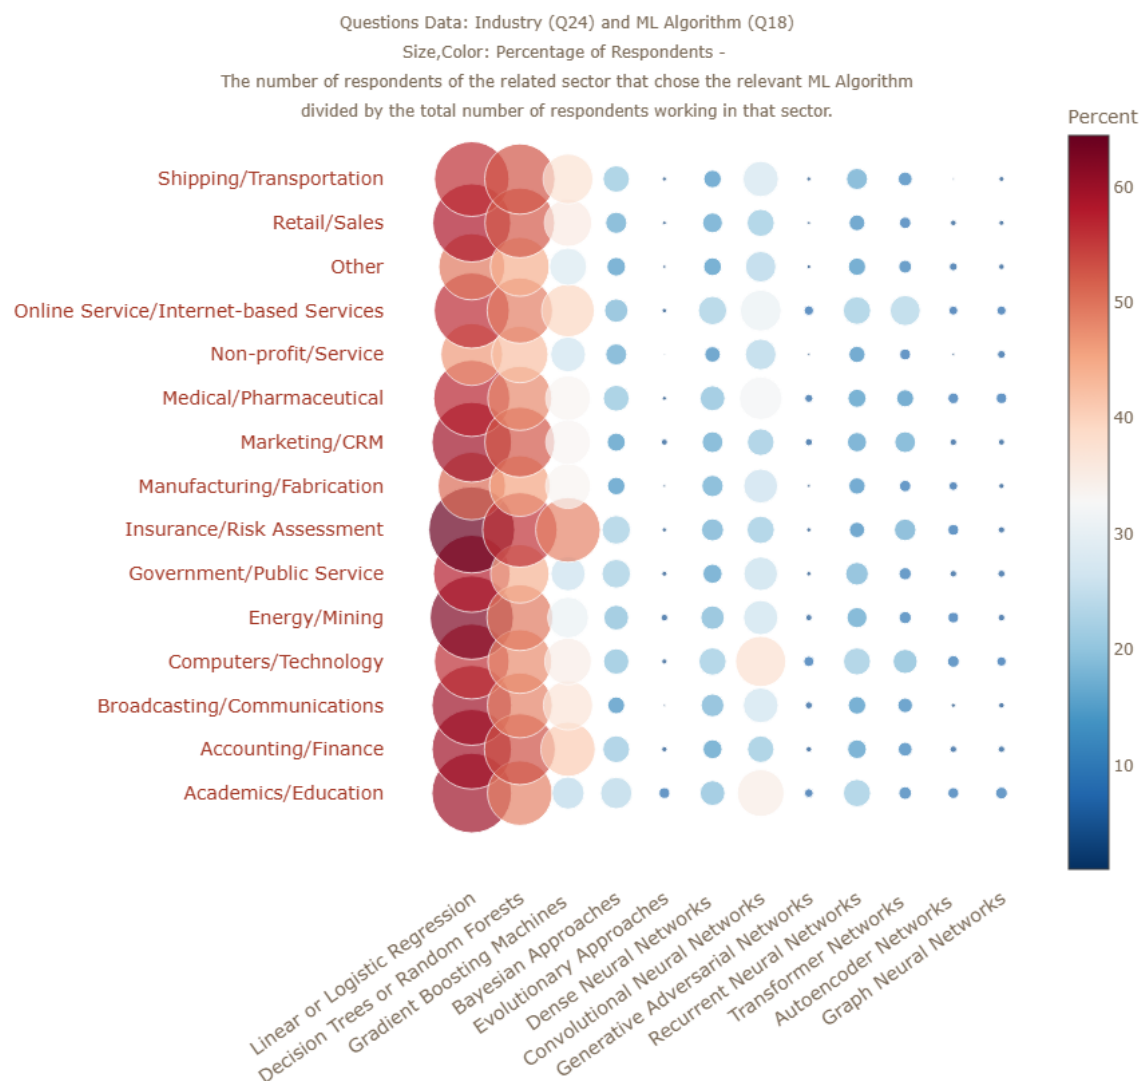 Questions Data: Industry (Q24) and ML Algorithm (Q18)
Size,Color: Percentage of Respondents -
The number of respondents of the related sector that chose the relevant ML Algorithm
divided by the total number of respondents working in that sector.
Percent
Shipping/Transportation
Retail/Sales
Other
Online Service/Internet-based Services
Non-profit/Service
Medical/Pharmaceutical
Marketing/CRM
Manufacturing/Fabrication
Insurance/Risk Assessment
Government/Public Service
Energy/Mining
Computers/Technology
Broadcasting/Communications
Accounting/Finance
Academics/Education
60
50
40
30
20
10
Linear or Logistic Regression
Decision Trees or Random Forests
Gradient Boosting Machines
Bayesian Approaches
Evolutionary Approaches
Dense Neural Networks
Convolutional Neural Networks
Generative Adversarial Networks
Recurrent Neural Networks
Transformer Networks
Autoencoder Networks
Graph Neural Networks